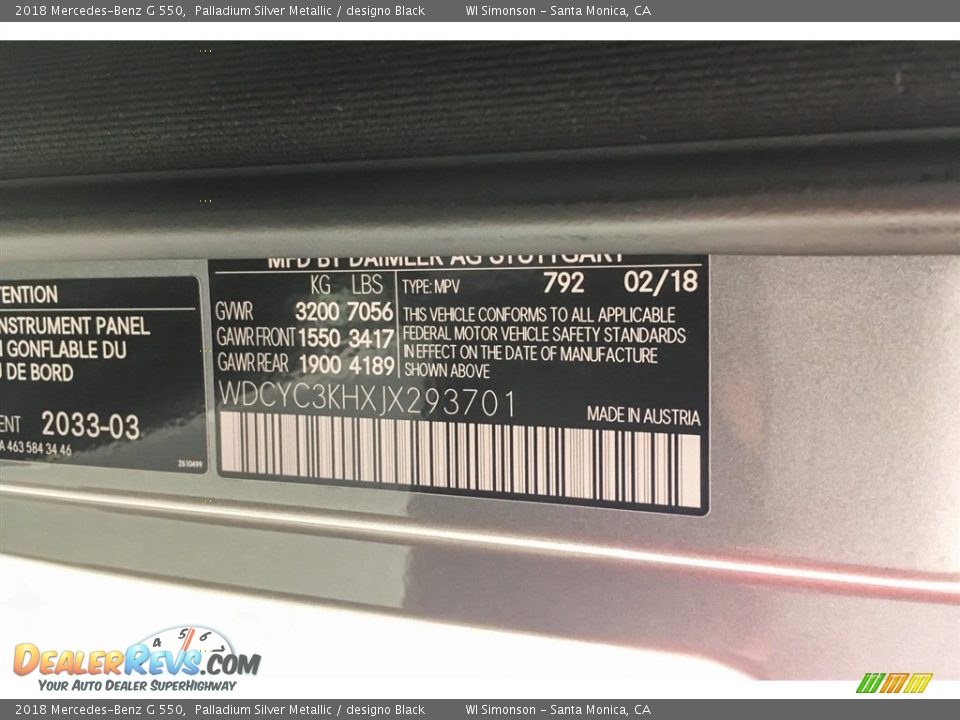 2018 Mercedes-Benz G 550, Palladium Silver Metallic / designo Black WI Simonson - Santa Monica, CA
MFD BY DAIMLER AG STUTTGART
KG LBS
GVWR 3200 7056
GAWR FRONT 1550 3417
GAWR REAR 1900 4189
TYPE: MPV 792 02/18
THIS VEHICLE CONFORMS TO ALL APPLICABLE
FEDERAL MOTOR VEHICLE SAFETY STANDARDS
IN EFFECT ON THE DATE OF MANUFACTURE
SHOWN ABOVE
WDCYC3KHXJX293701
MADE IN AUSTRIA
TENTION
INSTRUMENT PANEL
GONFLABLE DU
DE BORD
ENT 2033-03
A 463 584 34 46
2610499
4 5 6
DEALERREVS.COM
YOUR AUTO DEALER SUPERHIGHWAY
2018 Mercedes-Benz G 550, Palladium Silver Metallic / designo Black WI Simonson - Santa Monica, CA